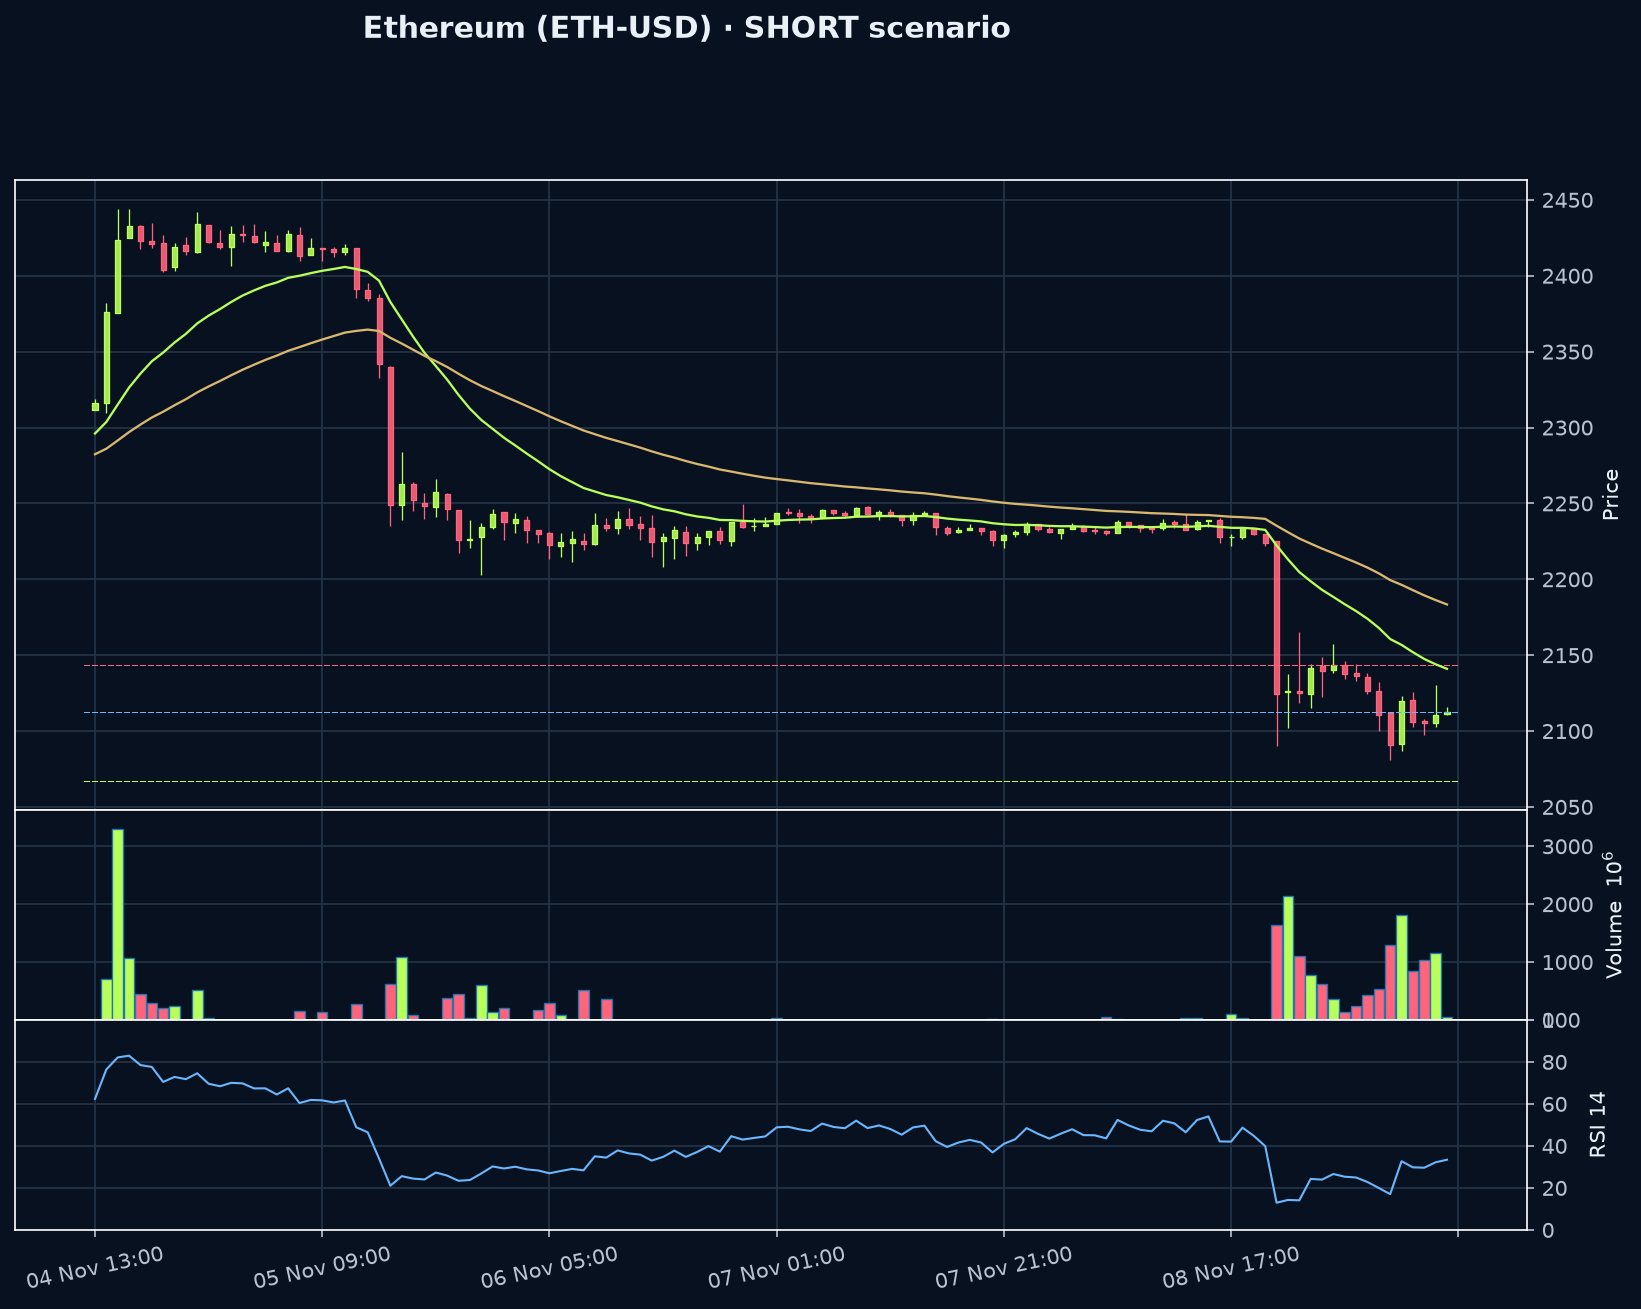 Ethereum (ETH-USD) · SHORT scenario
2450
2400
2350
2300
2250
2200
2150
2100
2050
Price
3000
2000
1000
0
Volume 10⁶
100
80
60
40
20
0
RSI 14
04 Nov 13:00
05 Nov 09:00
06 Nov 05:00
07 Nov 01:00
07 Nov 21:00
08 Nov 17:00